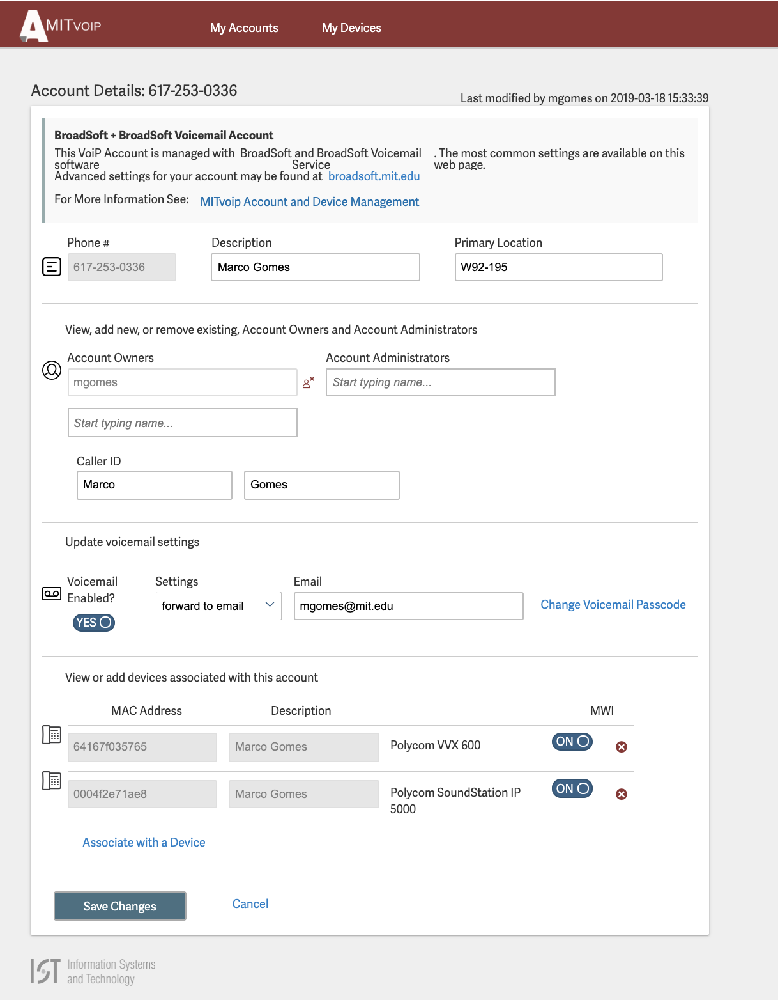 AMITVOIP
My Accounts My Devices
Account Details: 617-253-0336
Last modified by mgomes on 2019-03-18 15:33:39
BroadSoft + BroadSoft Voicemail Account
This VoiP Account is managed with BroadSoft and BroadSoft Voicemail . The most common settings are available on this
software Service web page.
Advanced settings for your account may be found at broadsoft.mit.edu
For More Information See: MITvoip Account and Device Management
Phone # Description Primary Location
617-253-0336 Marco Gomes W92-195
View, add new, or remove existing, Account Owners and Account Administrators
Account Owners Account Administrators
mgomes Start typing name...
Start typing name...
Caller ID
Marco Gomes
Update voicemail settings
Voicemail Settings Email
Enabled?
forward to email mgomes@mit.edu Change Voicemail Passcode
YES
View or add devices associated with this account
MAC Address Description MWI
64167f035765 Marco Gomes Polycom VVX 600 ON
0004f2e71ae8 Marco Gomes Polycom SoundStation IP ON
5000
Associate with a Device
Save Changes Cancel
IST Information Systems
and Technology